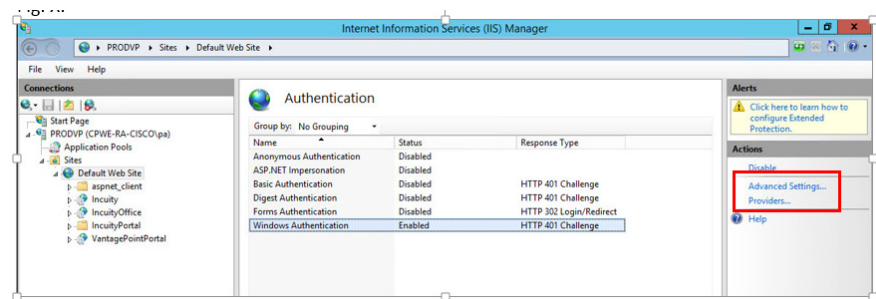 Internet Information Services (IIS) Manager
PRODVP Sites Default Web Site
File View Help
Connections
Start Page
PRODVP (CPWE-RA-CISCO\pa)
Application Pools
Sites
Default Web Site
aspnet_client
Incuity
IncuityOffice
IncuityPortal
VantagePointPortal
Authentication
Group by: No Grouping
Name Status Response Type
Anonymous Authentication Disabled
ASP.NET Impersonation Disabled
Basic Authentication Disabled HTTP 401 Challenge
Digest Authentication Disabled HTTP 401 Challenge
Forms Authentication Disabled HTTP 302 Login/Redirect
Windows Authentication Enabled HTTP 401 Challenge
Alerts
Click here to learn how to
configure Extended
Protection.
Actions
Disable
Advanced Settings...
Providers...
Help